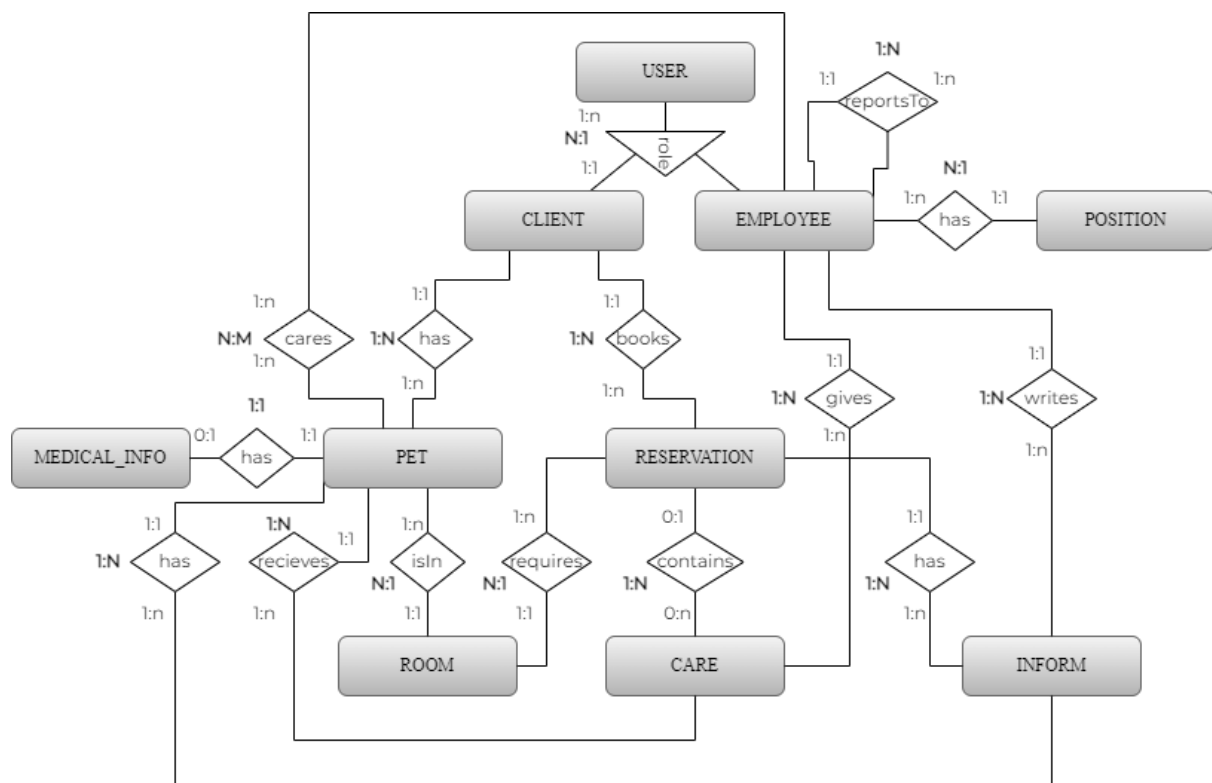 USER
1:n
N:1
role
1:1
1:N
1:1
1:n
reportsTo
CLIENT
EMPLOYEE
N:1
1:n
has
1:1
POSITION
1:n
N:M
cares
1:n
1:1
1:N
has
1:n
1:1
1:N
books
1:n
1:1
1:N
gives
1:n
1:1
1:N
writes
1:n
MEDICAL_INFO
0:1
1:1
has
1:1
PET
RESERVATION
1:1
1:N
has
1:n
1:N
recieves
1:1
1:n
1:n
isIn
N:1
1:1
1:n
requires
N:1
1:1
0:1
contains
1:N
0:n
1:1
has
1:N
1:n
ROOM
CARE
INFORM